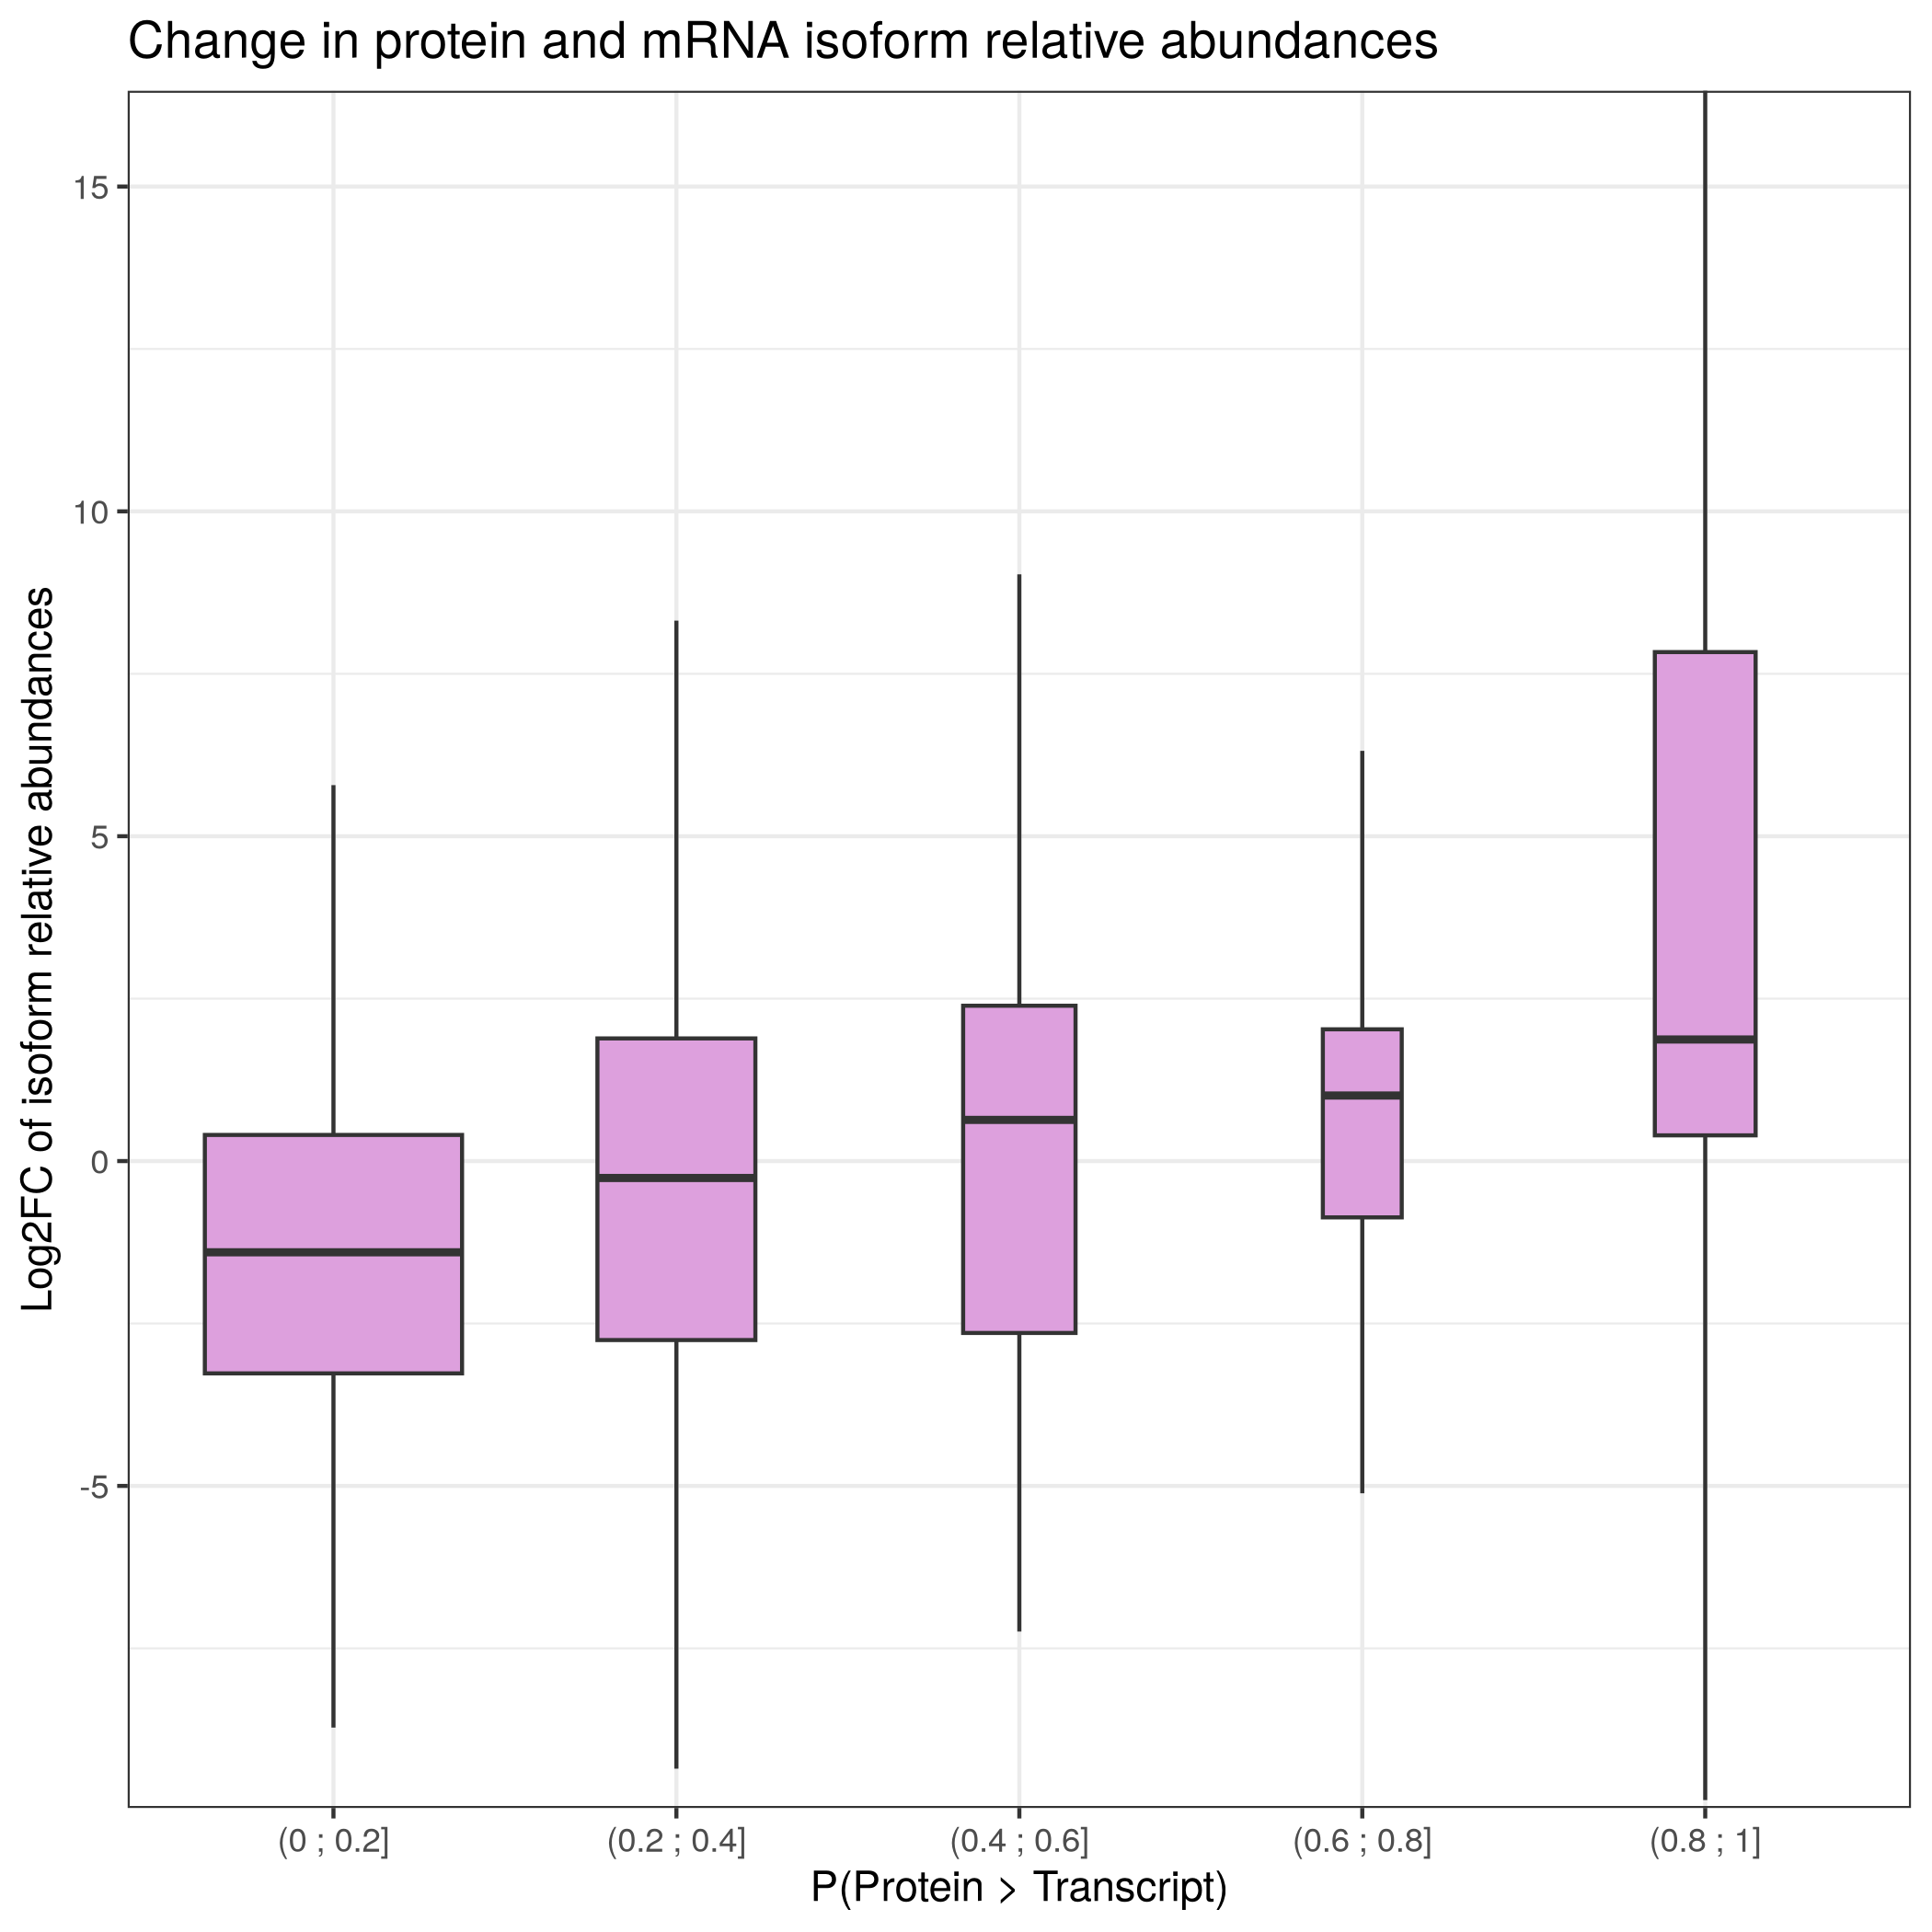 Change in protein and mRNA isoform relative abundances
Log2FC of isoform relative abundances
15
10
5
0
-5
(0 ; 0.2]
(0.2 ; 0.4]
(0.4 ; 0.6]
(0.6 ; 0.8]
(0.8 ; 1]
P(Protein > Transcript)